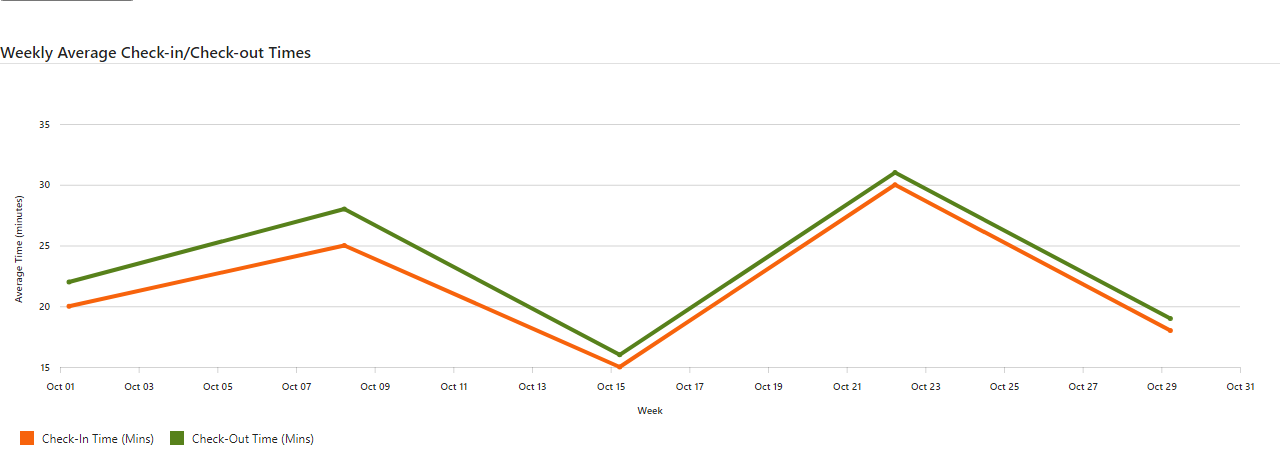 Weekly Average Check-in/Check-out Times
35
30
25
20
15
Average Time (minutes)
Oct 01 Oct 03 Oct 05 Oct 07 Oct 09 Oct 11 Oct 13 Oct 15 Oct 17 Oct 19 Oct 21 Oct 23 Oct 25 Oct 27 Oct 29 Oct 31
Week
Check-In Time (Mins) Check-Out Time (Mins)